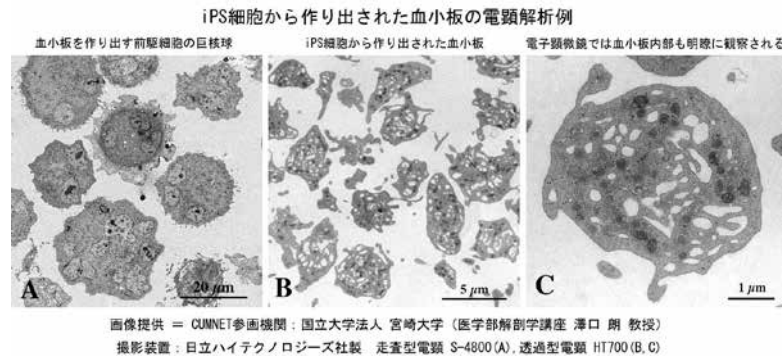 iPS細胞から作り出された血小板の電顕解析例
血小板を作り出す前駆細胞の巨核球
iPS細胞から作り出された血小板
電子顕微鏡では血小板内部も明瞭に観察される
A
20 μm
B
5 μm
C
1 μm
画像提供 = CUMNET参画機関：国立大学法人 宮崎大学（医学部解剖学講座 澤口 朗 教授）
撮影装置：日立ハイテクノロジーズ社製 走査型電顕 S-4800(A), 透過型電顕 HT700(B,C)